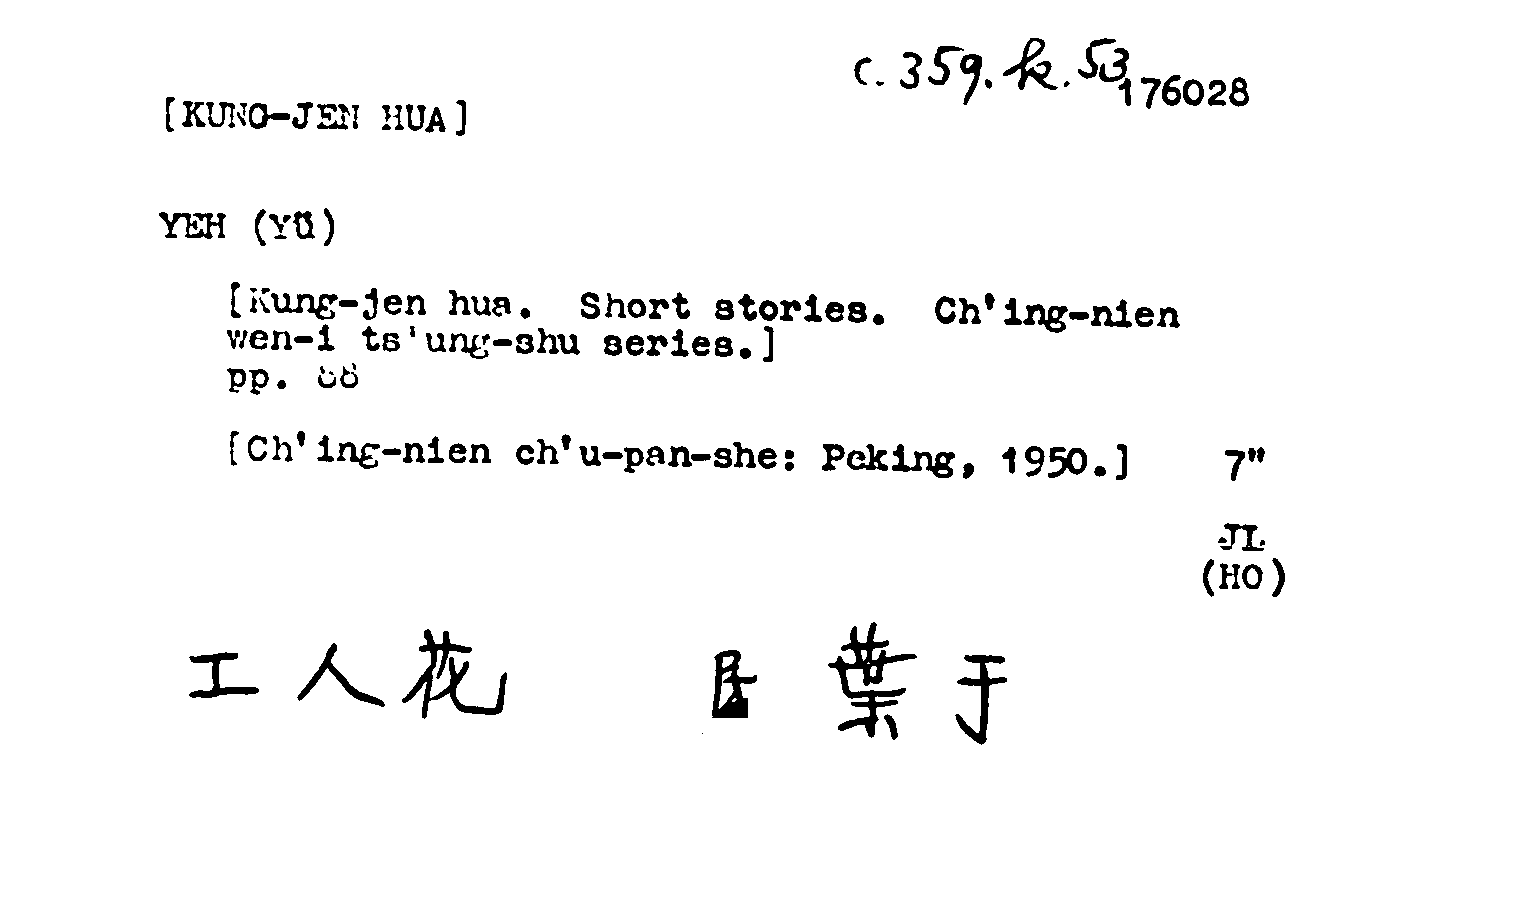 c. 359. k. 53
176028
[KUNG-JEN HUA]
YEH (YÜ)
[Kung-jen hua. Short stories. Ch'ing-nien
wen-i ts'ung-shu series.]
pp. 88
[Ch'ing-nien ch'u-pan-she: Peking, 1950.] 7"
JL
(HO)
工人花 葉于